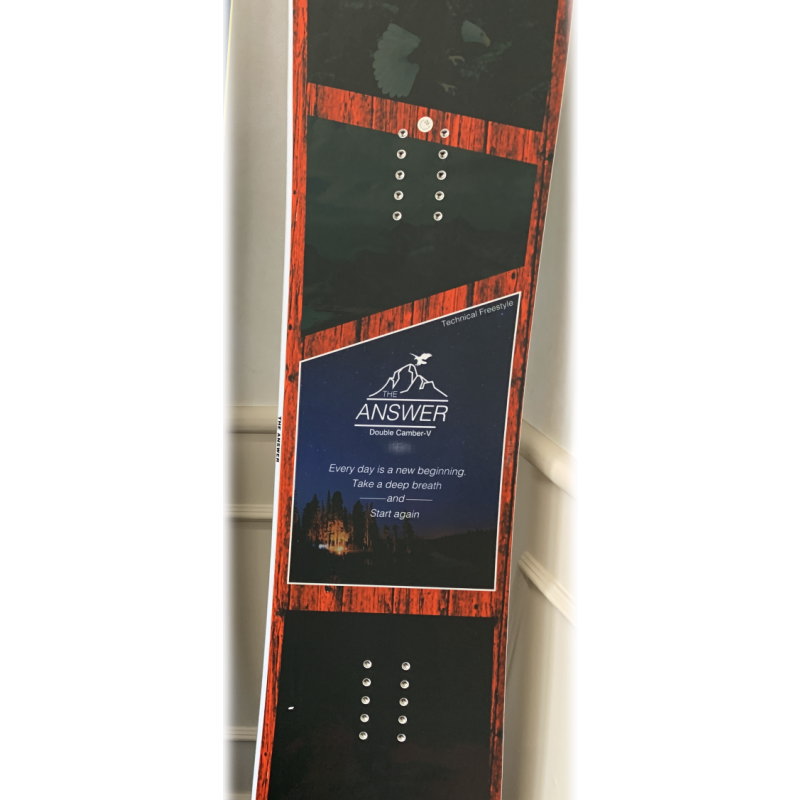 Technical Freestyle
THE
ANSWER
Double Camber-V
Every day is a new beginning.
Take a deep breath
and
Start again
THE ANSWER